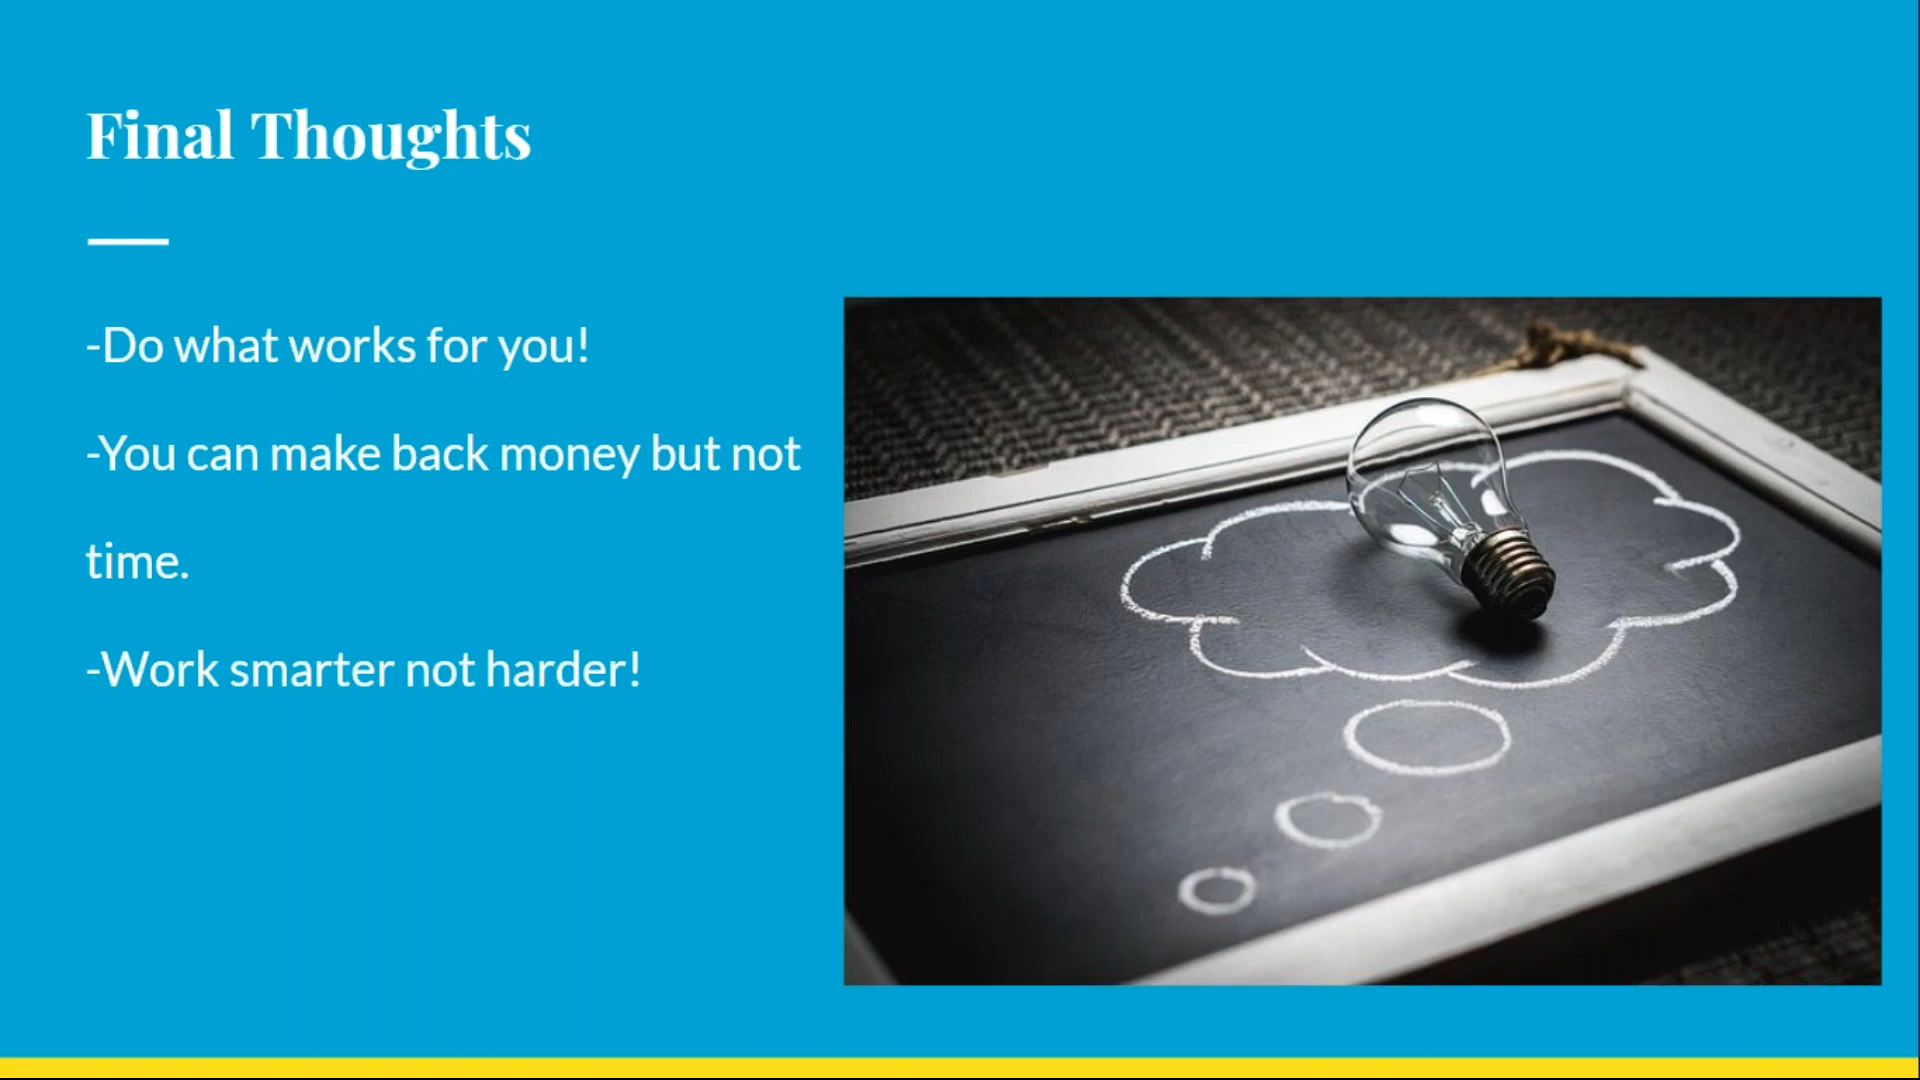 Final Thoughts
-Do what works for you!
-You can make back money but not
time.
-Work smarter not harder!